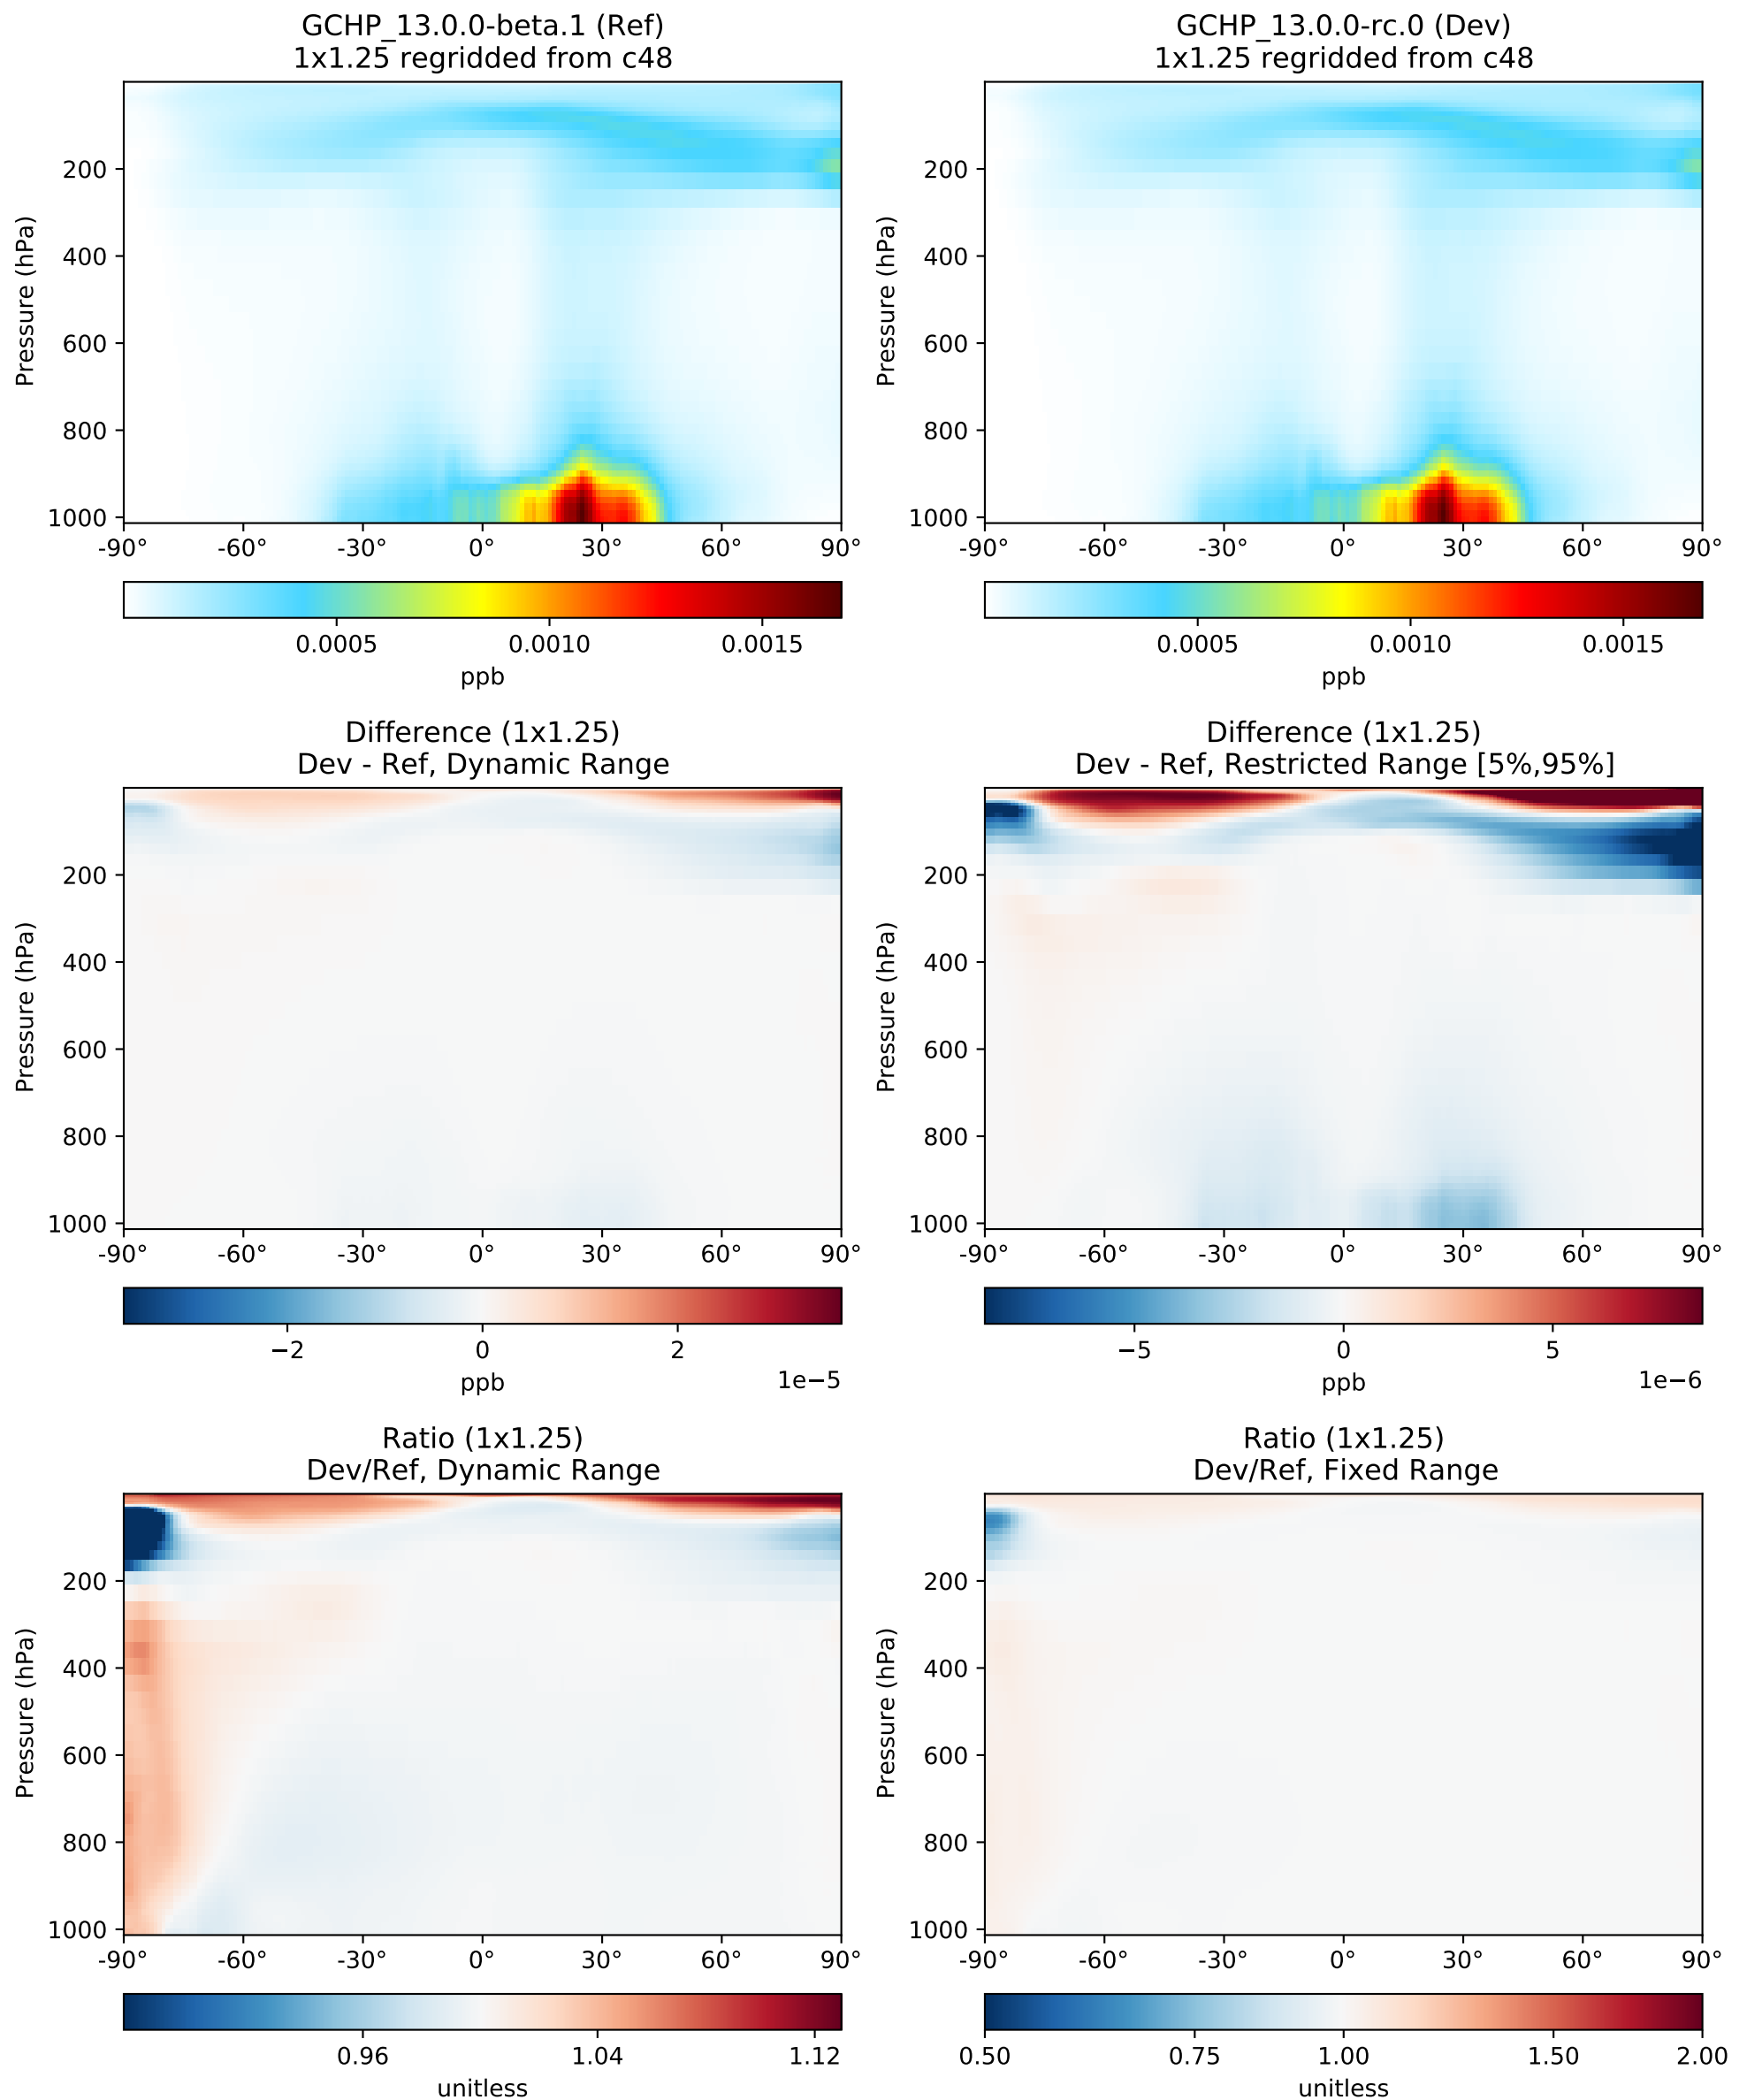 GCHP_13.0.0-beta.1 (Ref)
1x1.25 regridded from c48
Pressure (hPa)
200
400
600
800
1000
-90° -60° -30° 0° 30° 60° 90°
0.0005 0.0010 0.0015
ppb
GCHP_13.0.0-rc.0 (Dev)
1x1.25 regridded from c48
Pressure (hPa)
200
400
600
800
1000
-90° -60° -30° 0° 30° 60° 90°
0.0005 0.0010 0.0015
ppb
Difference (1x1.25)
Dev - Ref, Dynamic Range
Pressure (hPa)
200
400
600
800
1000
-90° -60° -30° 0° 30° 60° 90°
−2 0 2
1e−5
ppb
Difference (1x1.25)
Dev - Ref, Restricted Range [5%,95%]
Pressure (hPa)
200
400
600
800
1000
-90° -60° -30° 0° 30° 60° 90°
−5 0 5
1e−6
ppb
Ratio (1x1.25)
Dev/Ref, Dynamic Range
Pressure (hPa)
200
400
600
800
1000
-90° -60° -30° 0° 30° 60° 90°
0.96 1.04 1.12
unitless
Ratio (1x1.25)
Dev/Ref, Fixed Range
Pressure (hPa)
200
400
600
800
1000
-90° -60° -30° 0° 30° 60° 90°
0.50 0.75 1.00 1.50 2.00
unitless